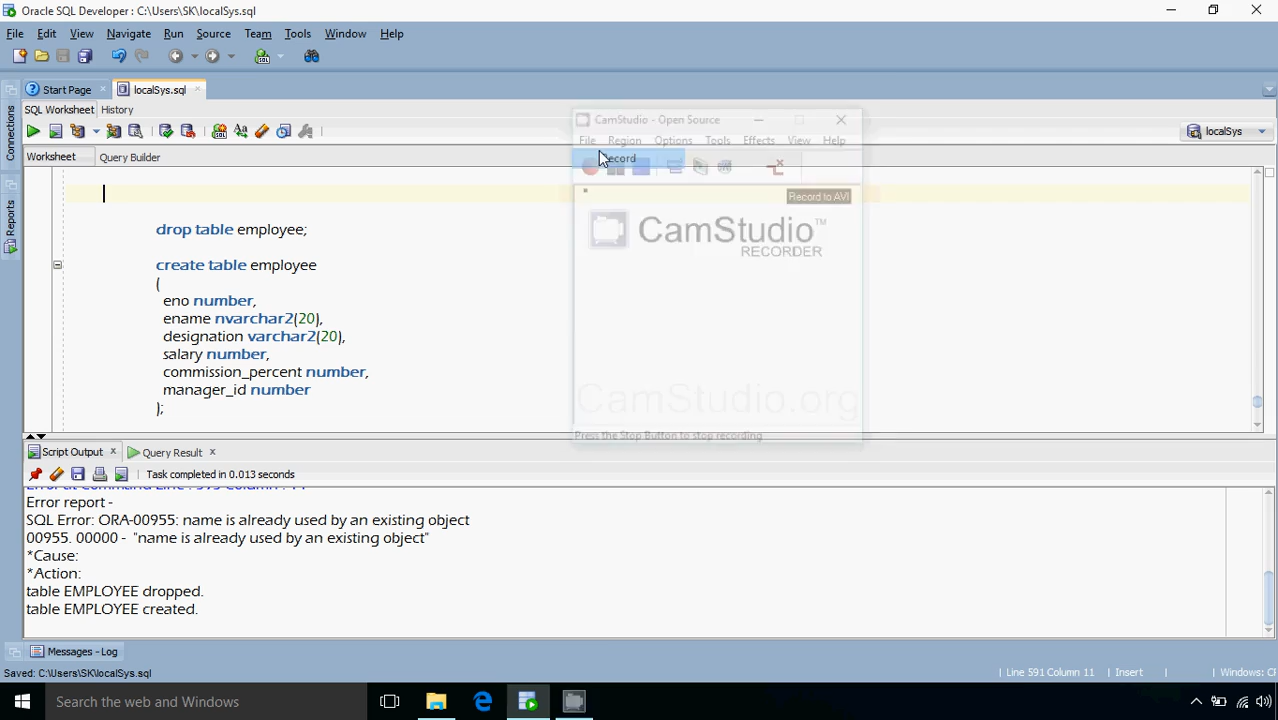 Oracle SQL Developer : C:\Users\SK\localSys.sql
File Edit View Navigate Run Source Team Tools Window Help
Start Page localSys.sql
SQL Worksheet History
localSys
Worksheet Query Builder
Connections
Reports
drop table employee;
create table employee
(
eno number,
ename nvarchar2(20),
designation varchar2(20),
salary number,
commission_percent number,
manager_id number
);
CamStudio - Open Source
File Region Options Tools Effects View Help
Record
Record to AVI
CamStudio™
RECORDER
CamStudio.org
Press the Stop Button to stop recording
Script Output Query Result
Task completed in 0.013 seconds
Error report -
SQL Error: ORA-00955: name is already used by an existing object
00955. 00000 - "name is already used by an existing object"
*Cause:
*Action:
table EMPLOYEE dropped.
table EMPLOYEE created.
Messages - Log
Saved: C:\Users\SK\localSys.sql
Line 591 Column 11 Insert Windows: CF
Search the web and Windows